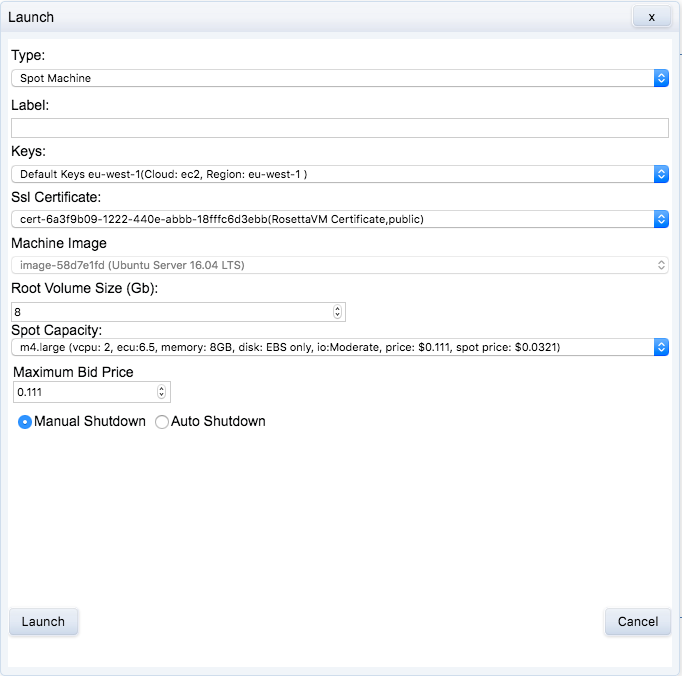 Launch
x
Type:
Spot Machine
Label:
Keys:
Default Keys eu-west-1(Cloud: ec2, Region: eu-west-1 )
Ssl Certificate:
cert-6a3f9b09-1222-440e-abbb-18fffc6d3ebb(RosettaVM Certificate,public)
Machine Image
image-58d7e1fd (Ubuntu Server 16.04 LTS)
Root Volume Size (Gb):
8
Spot Capacity:
m4.large (vcpu: 2, ecu:6.5, memory: 8GB, disk: EBS only, io:Moderate, price: $0.111, spot price: $0.0321)
Maximum Bid Price
0.111
Manual Shutdown Auto Shutdown
Launch Cancel